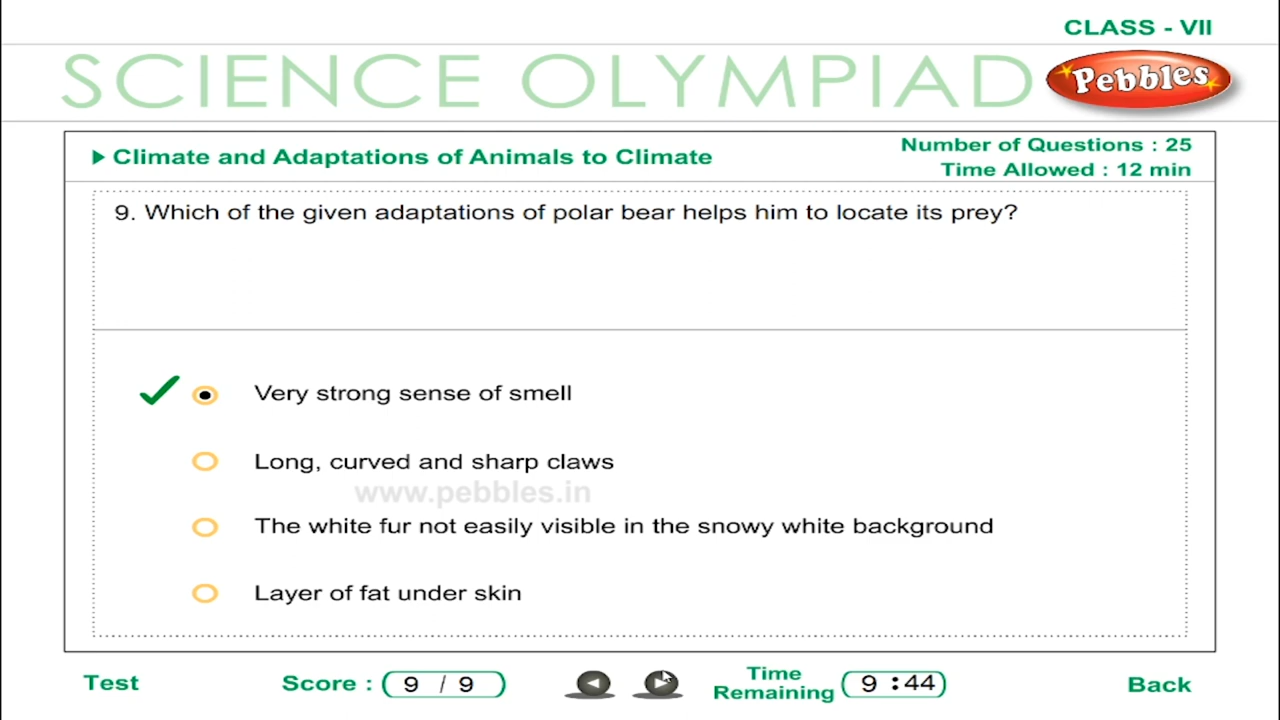 CLASS - VII
SCIENCE OLYMPIAD
Pebbles
Climate and Adaptations of Animals to Climate
Number of Questions : 25
Time Allowed : 12 min
9. Which of the given adaptations of polar bear helps him to locate its prey?
Very strong sense of smell
Long, curved and sharp claws
www.pebbles.in
The white fur not easily visible in the snowy white background
Layer of fat under skin
Test
Score : 9 / 9
Time Remaining 9 : 44
Back